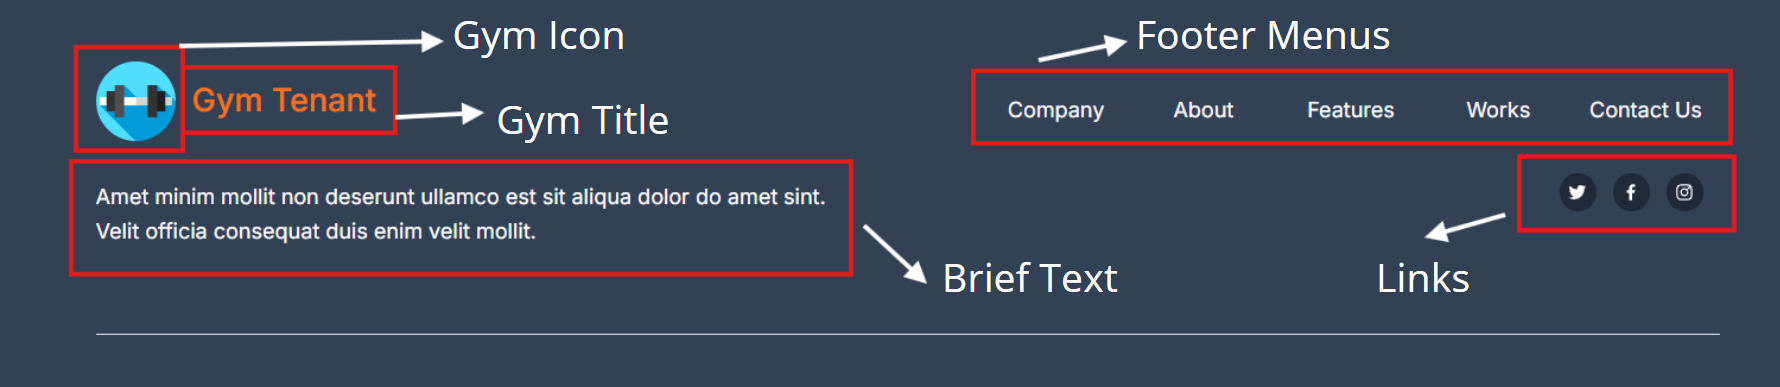 Gym Icon
Footer Menus
Gym Tenant
Gym Title
Company About Features Works Contact Us
Amet minim mollit non deserunt ullamco est sit aliqua dolor do amet sint.
Velit officia consequat duis enim velit mollit.
Brief Text
Links